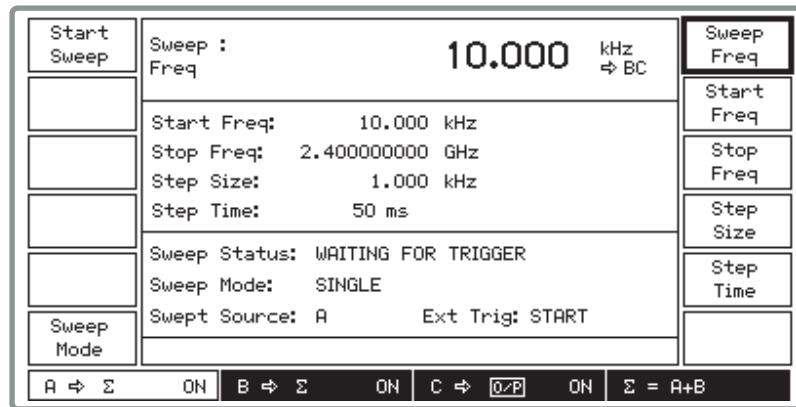 Start
Sweep
Sweep :
Freq
10.000 kHz
⇨ BC
Sweep
Freq
Start
Freq
Start Freq: 10.000 kHz
Stop Freq: 2.400000000 GHz
Step Size: 1.000 kHz
Step Time: 50 ms
Stop
Freq
Step
Size
Sweep Status: WAITING FOR TRIGGER
Sweep Mode: SINGLE
Swept Source: A Ext Trig: START
Step
Time
Sweep
Mode
A ⇨ Σ ON B ⇨ Σ ON C ⇨ O/P ON Σ = A+B